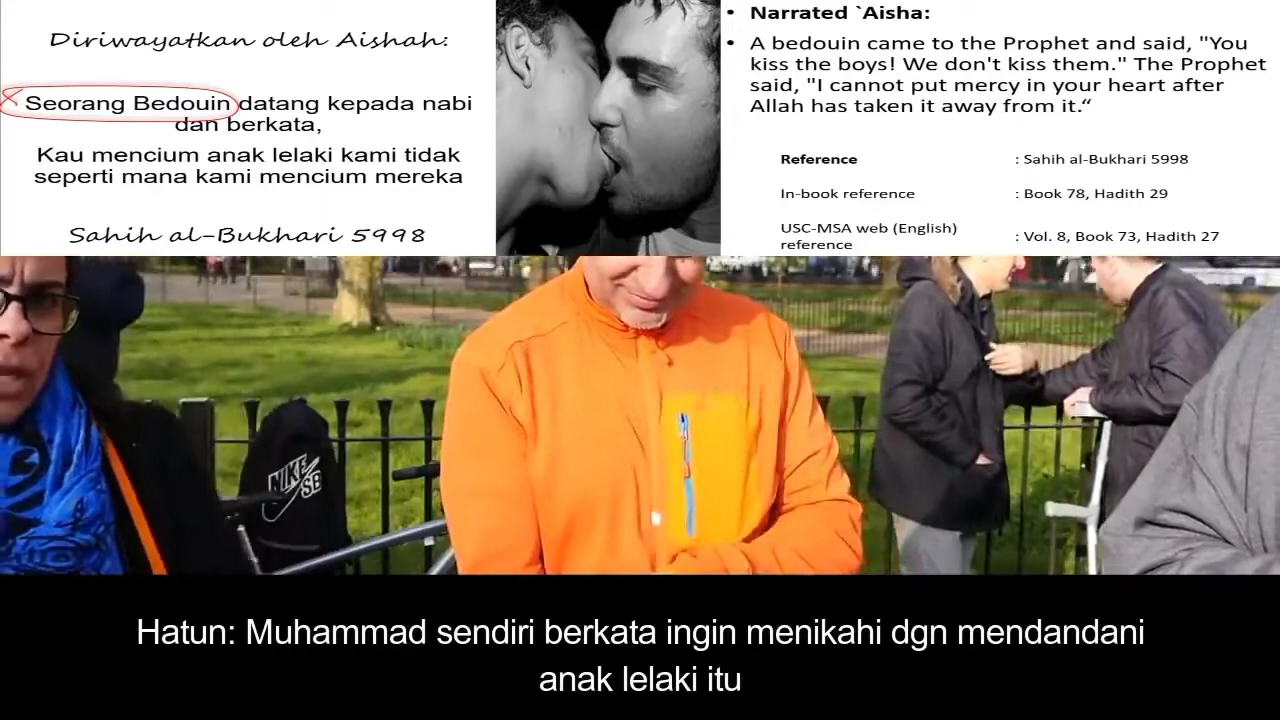 Diriwayatkan oleh Aishah:
Seorang Bedouin datang kepada nabi
dan berkata,
Kau mencium anak lelaki kami tidak
seperti mana kami mencium mereka
Sahih al-Bukhari 5998
• Narrated `Aisha:
• A bedouin came to the Prophet and said, "You
kiss the boys! We don't kiss them." The Prophet
said, "I cannot put mercy in your heart after
Allah has taken it away from it.“
Reference : Sahih al-Bukhari 5998
In-book reference : Book 78, Hadith 29
USC-MSA web (English)
reference : Vol. 8, Book 73, Hadith 27
NIKE
SB
Hatun: Muhammad sendiri berkata ingin menikahi dgn mendandani
anak lelaki itu